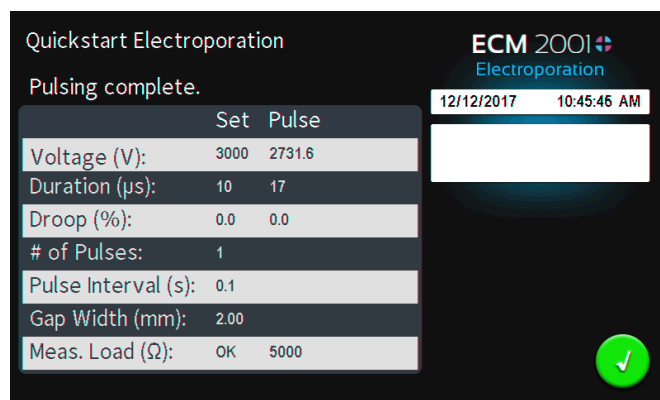 Quickstart Electroporation
ECM 2001
Electroporation
Pulsing complete.
12/12/2017 10:45:46 AM
Set Pulse
Voltage (V): 3000 2731.6
Duration (µs): 10 17
Droop (%): 0.0 0.0
# of Pulses: 1
Pulse Interval (s): 0.1
Gap Width (mm): 2.00
Meas. Load (Ω): OK 5000